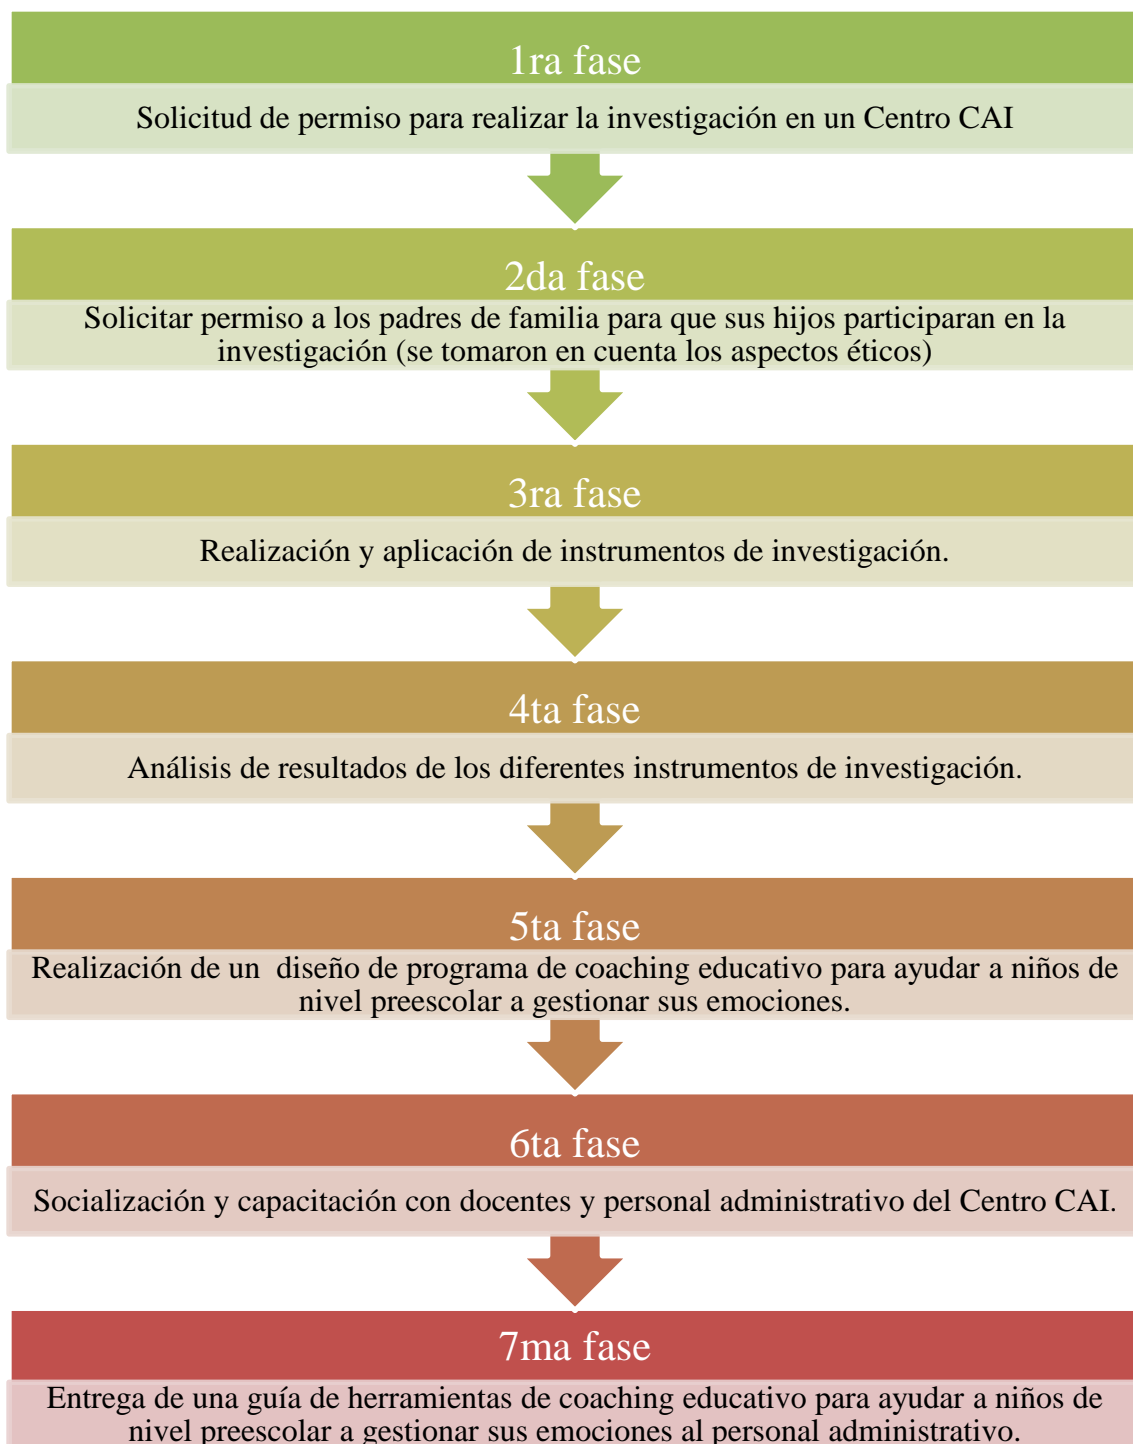 1ra fase
Solicitud de permiso para realizar la investigación en un Centro CAI
2da fase
Solicitar permiso a los padres de familia para que sus hijos participaran en la
investigación (se tomaron en cuenta los aspectos éticos)
3ra fase
Realización y aplicación de instrumentos de investigación.
4ta fase
Análisis de resultados de los diferentes instrumentos de investigación.
5ta fase
Realización de un  diseño de programa de coaching educativo para ayudar a niños de
nivel preescolar a gestionar sus emociones.
6ta fase
Socialización y capacitación con docentes y personal administrativo del Centro CAI.
7ma fase
Entrega de una guía de herramientas de coaching educativo para ayudar a niños de
nivel preescolar a gestionar sus emociones al personal administrativo.